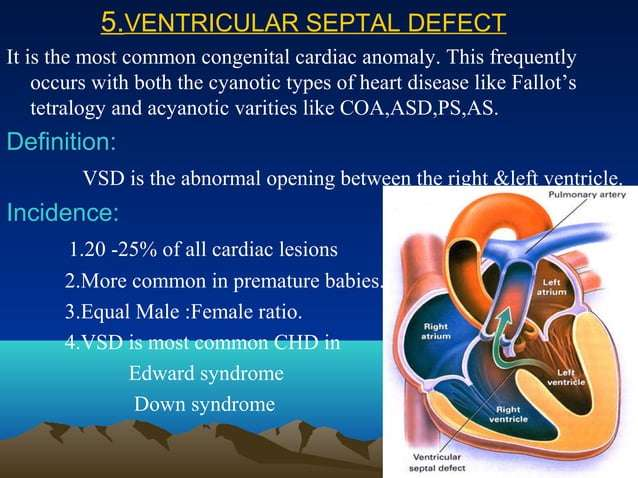 5.VENTRICULAR SEPTAL DEFECT
It is the most common congenital cardiac anomaly. This frequently
occurs with both the cyanotic types of heart disease like Fallot’s
tetralogy and acyanotic varities like COA,ASD,PS,AS.
Definition:
VSD is the abnormal opening between the right &left ventricle.
Incidence:
1.20 -25% of all cardiac lesions
2.More common in premature babies.
3.Equal Male :Female ratio.
4.VSD is most common CHD in
Edward syndrome
Down syndrome
Pulmonary artery
Left
atrium
Right
atrium
Left
ventricle
Right
ventricle
Ventricular
septal defect